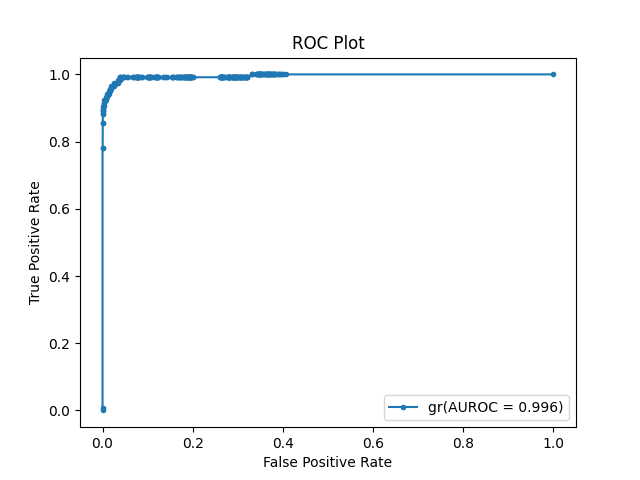 ROC Plot
True Positive Rate
1.0
0.8
0.6
0.4
0.2
0.0
0.0 0.2 0.4 0.6 0.8 1.0
False Positive Rate
gr(AUROC = 0.996)